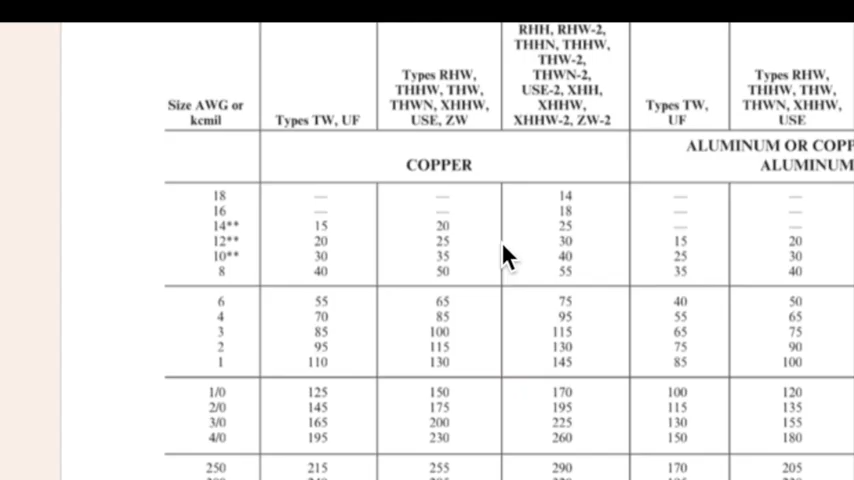 RHH, RHW-2,
THHN, THHW,
THW-2,
Types RHW, THWN-2, Types RHW,
THHW, THW, USE-2, XHH, THHW, THW,
Size AWG or THWN, XHHW, XHHW, Types TW, THWN, XHHW,
kcmil Types TW, UF USE, ZW XHHW-2, ZW-2 UF USE
ALUMINUM OR
COPPER ALUMINUM
18 — — 14 — —
16 — — 18 — —
14** 15 20 25 — —
12** 20 25 30 15 20
10** 30 35 40 25 30
8 40 50 55 35 40
6 55 65 75 40 50
4 70 85 95 55 65
3 85 100 115 65 75
2 95 115 130 75 90
1 110 130 145 85 100
1/0 125 150 170 100 120
2/0 145 175 195 115 135
3/0 165 200 225 130 155
4/0 195 230 260 150 180
250 215 255 290 170 205